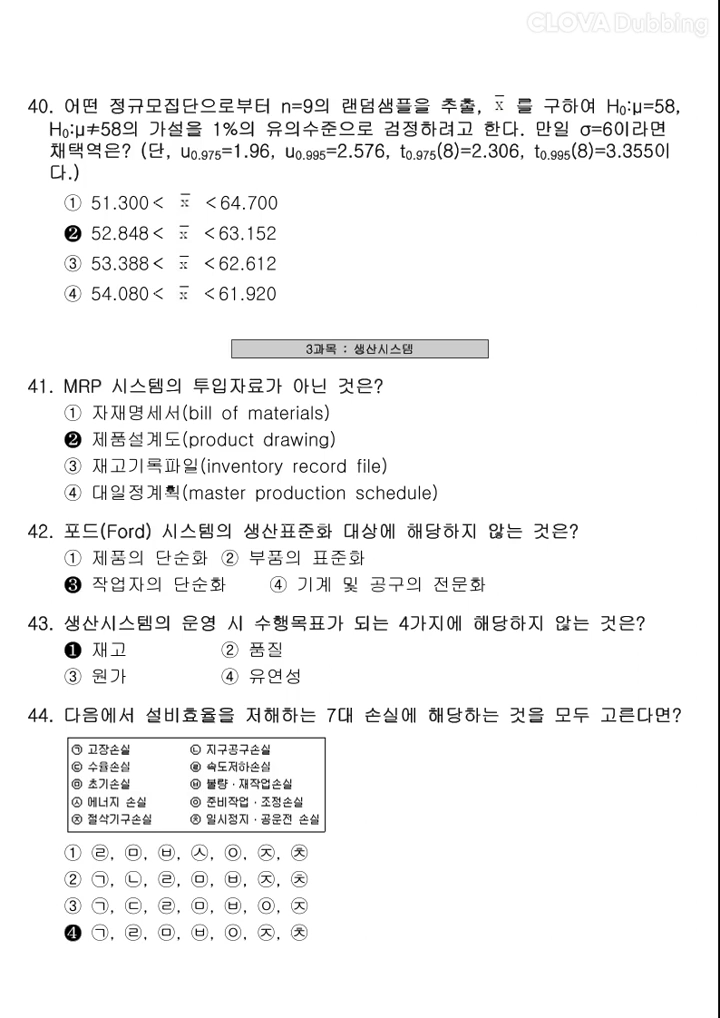 CLOVA Dubbing
40. 어떤 정규모집단으로부터 n=9의 랜덤샘플을 추출, x̄ 를 구하여 H₀:μ=58,
H₀:μ≠58의 가설을 1%의 유의수준으로 검정하려고 한다. 만일 σ=6이라면
채택역은? (단, u₀.₉₇₅=1.96, u₀.₉₉₅=2.576, t₀.₉₇₅(8)=2.306, t₀.₉₉₅(8)=3.355이
다.)
① 51.300< x̄ <64.700
❷ 52.848< x̄ <63.152
③ 53.388< x̄ <62.612
④ 54.080< x̄ <61.920
3과목 : 생산시스템
41. MRP 시스템의 투입자료가 아닌 것은?
① 자재명세서(bill of materials)
❷ 제품설계도(product drawing)
③ 재고기록파일(inventory record file)
④ 대일정계획(master production schedule)
42. 포드(Ford) 시스템의 생산표준화 대상에 해당하지 않는 것은?
① 제품의 단순화 ② 부품의 표준화
❸ 작업자의 단순화 ④ 기계 및 공구의 전문화
43. 생산시스템의 운영 시 수행목표가 되는 4가지에 해당하지 않는 것은?
❶ 재고 ② 품질
③ 원가 ④ 유연성
44. 다음에서 설비효율을 저해하는 7대 손실에 해당하는 것을 모두 고른다면?
㉠ 고장손실 ㉡ 지구공구손실
㉢ 수율손실 ㉣ 속도저하손실
㉤ 초기손실 ㉥ 불량·재작업손실
㉦ 에너지 손실 ㉧ 준비작업·조정손실
㉨ 절삭기구손실 ㉩ 일시정지·공운전 손실
① ㉣, ㉤, ㉥, ㉦, ㉧, ㉨, ㉩
② ㉠, ㉡, ㉣, ㉤, ㉥, ㉨, ㉩
③ ㉠, ㉢, ㉣, ㉤, ㉥, ㉧, ㉨
❹ ㉠, ㉣, ㉤, ㉥, ㉧, ㉨, ㉩